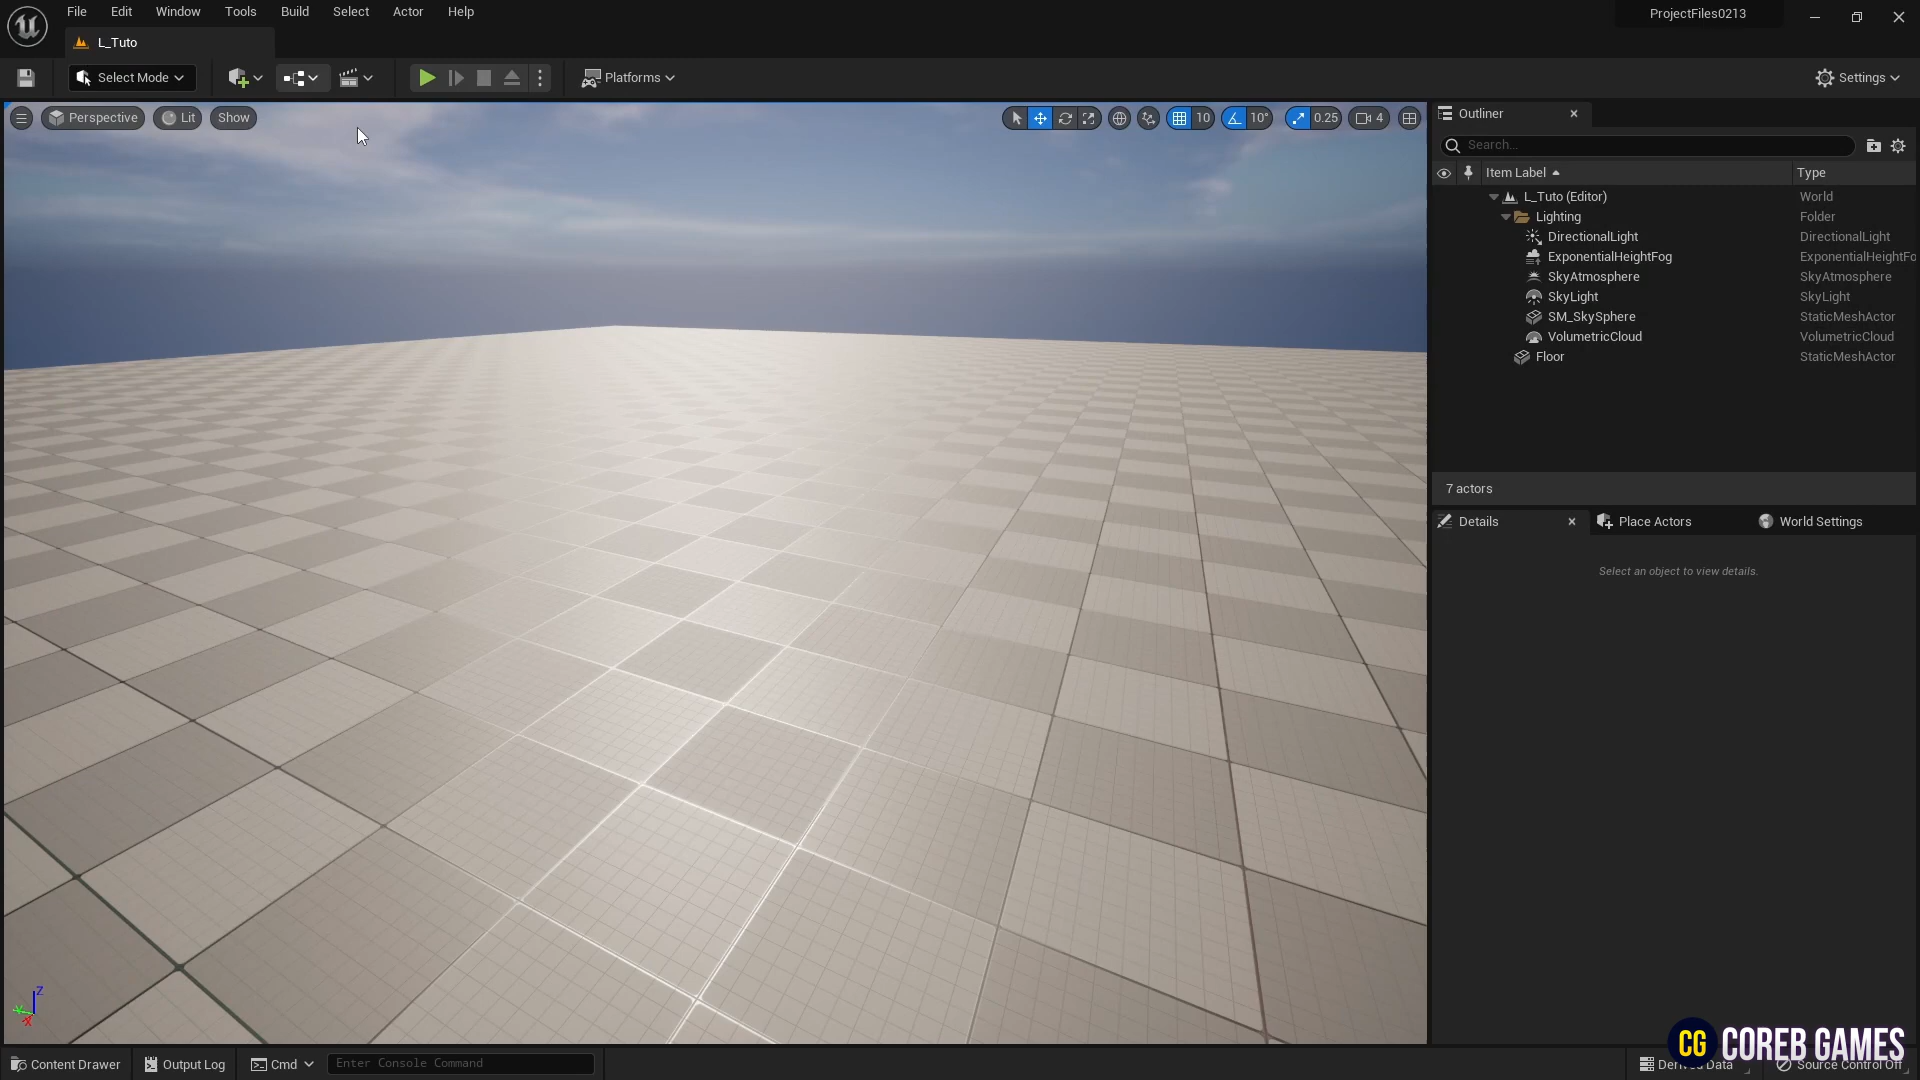 File Edit Window Tools Build Select Actor Help
ProjectFiles0213
L_Tuto
Select Mode
Platforms
Settings
Perspective Lit Show
10 10° 0.25 4
Outliner
Search...
Item Label Type
L_Tuto (Editor) World
Lighting Folder
DirectionalLight DirectionalLight
ExponentialHeightFog ExponentialHeightFo
SkyAtmosphere SkyAtmosphere
SkyLight SkyLight
SM_SkySphere StaticMeshActor
VolumetricCloud VolumetricCloud
Floor StaticMeshActor
7 actors
Details Place Actors World Settings
Select an object to view details.
Z
Y
X
CG COREB GAMES
Content Drawer Output Log Cmd Enter Console Command
Derived Data Source Control Off